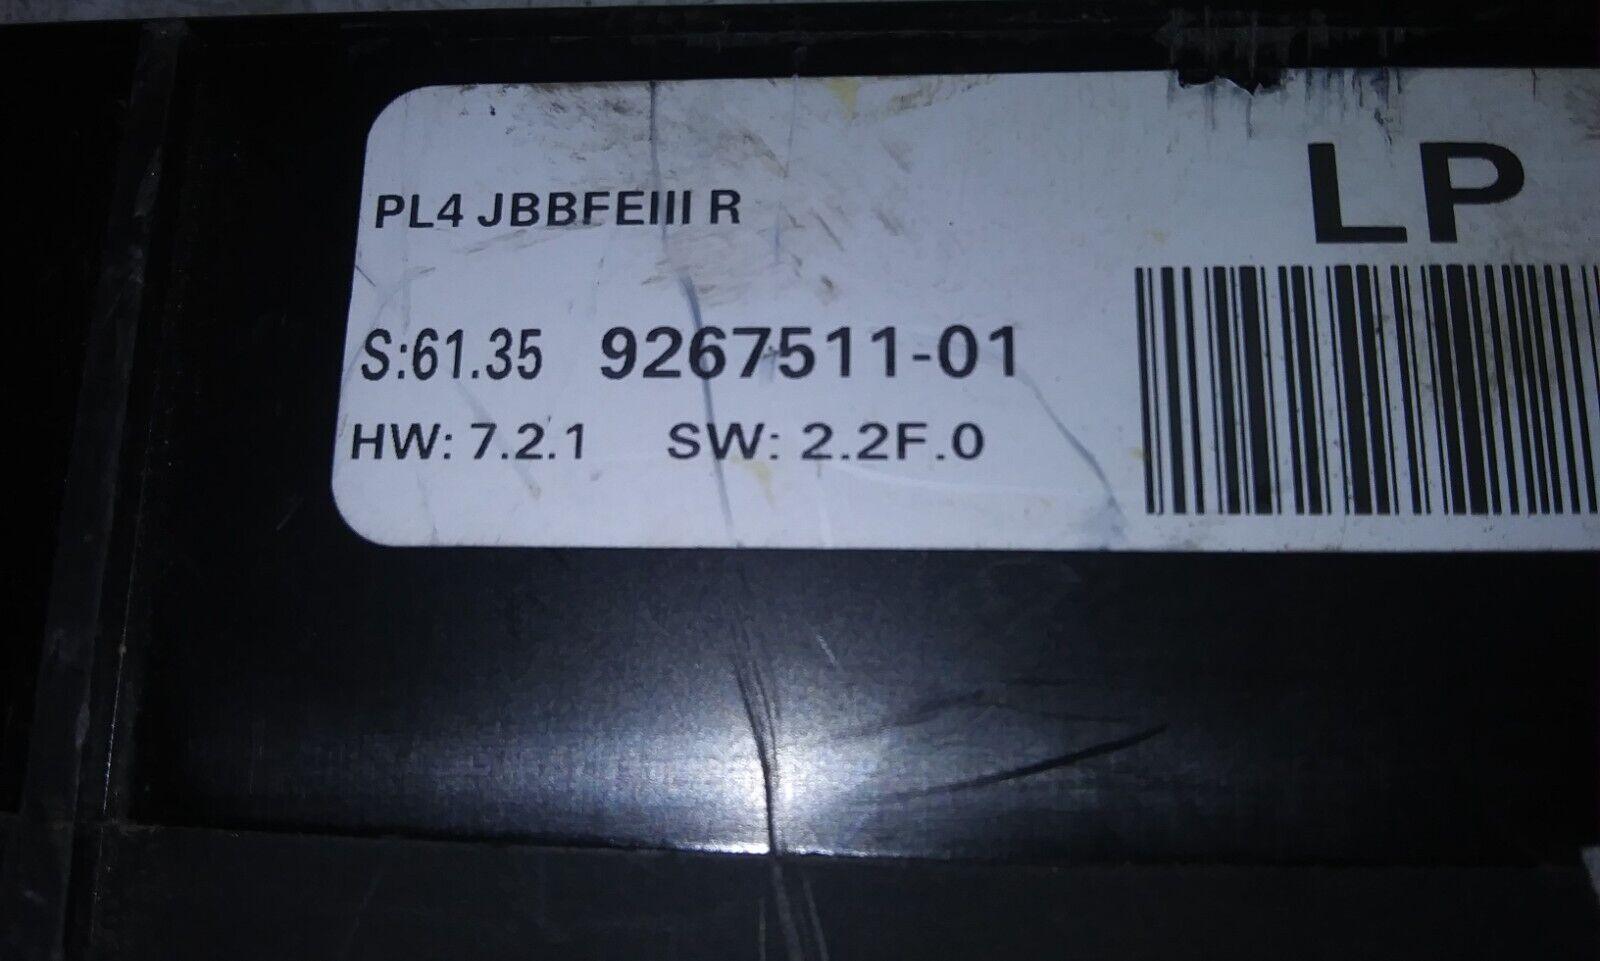 PL4 JBBFEIII R
LP
S:61.35 9267511-01
HW: 7.2.1 SW: 2.2F.0